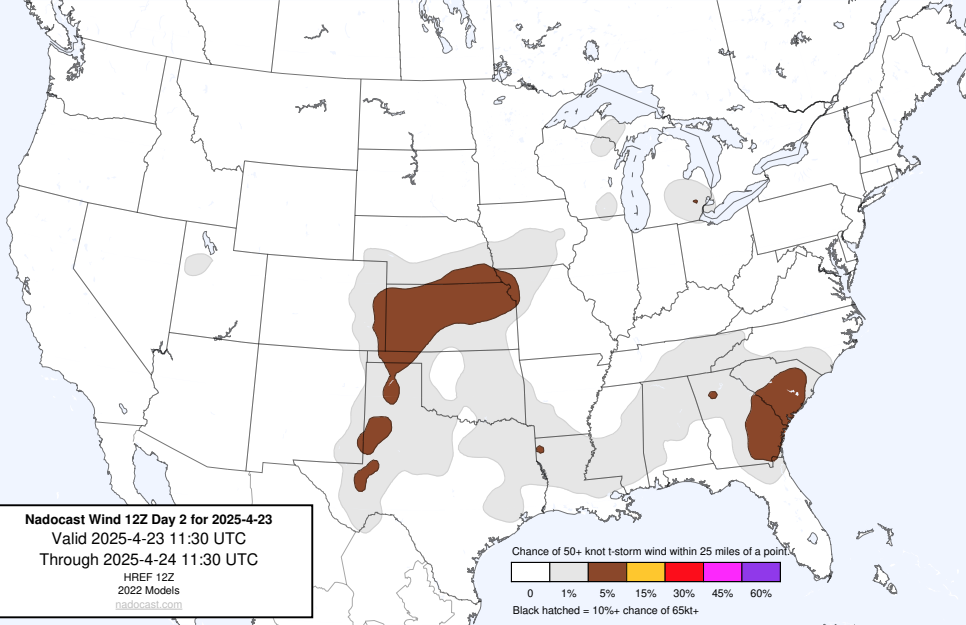 Nadocast Wind 12Z Day 2 for 2025-4-23
Valid 2025-4-23 11:30 UTC
Through 2025-4-24 11:30 UTC
HREF 12Z
2022 Models
nadocast.com
Chance of 50+ knot t-storm wind within 25 miles of a point.
0 1% 5% 15% 30% 45% 60%
Black hatched = 10%+ chance of 65kt+